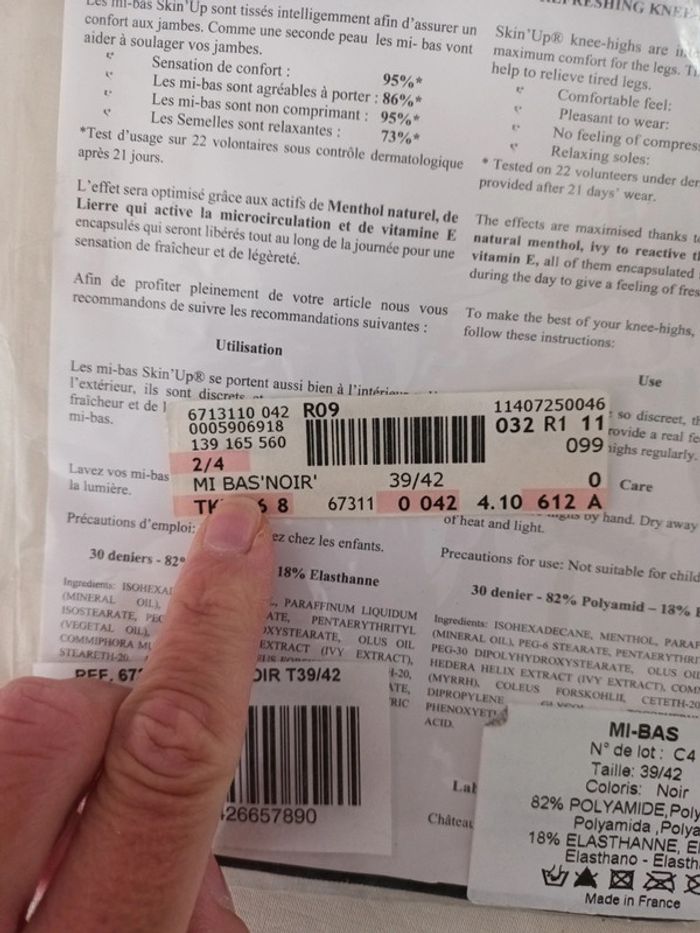 Les mi-bas Skin'Up sont tissés intelligemment afin d'assurer un
confort aux jambes. Comme une seconde peau les mi- bas vont
aider à soulager vos jambes.
Sensation de confort : 95%*
Les mi-bas sont agréables à porter : 86%*
Les mi-bas sont non comprimant : 95%*
Les Semelles sont relaxantes : 73%*
*Test d'usage sur 22 volontaires sous contrôle dermatologique
après 21 jours.
L'effet sera optimisé grâce aux actifs de Menthol naturel, de
Lierre qui active la microcirculation et de vitamine E
encapsulés qui seront libérés tout au long de la journée pour une
sensation de fraîcheur et de légèreté.
Afin de profiter pleinement de votre article nous vous
recommandons de suivre les recommandations suivantes :
Utilisation
Les mi-bas Skin'Up® se portent aussi bien à
l'extérieur, ils sont discrets
fraîcheur et de
mi-bas.
Lavez vos mi-bas
la lumière.
Précautions d'emploi: ez chez les enfants.
30 deniers - 82% 18% Elasthanne
Ingredients:
(MINERAL OIL), PARAFFINUM LIQUIDUM
ISOSTEARATE, PENTAERYTHRITYL
(VEGETAL OIL), OLUS OIL
COMMIPHORA EXTRACT (IVY EXTRACT),
STEARETH-20,
REFRESHING KNEE
Skin'Up® knee-highs are
maximum comfort for the legs.
help to relieve tired legs.
Comfortable feel:
Pleasant to wear:
No feeling of compres
Relaxing soles:
* Tested on 22 volunteers under der
provided after 21 days' wear.
The effects are maximised thanks
natural menthol, ivy to reactive
vitamin E, all of them encapsulated
during the day to give a feeling of fres
To make the best of your knee-highs,
follow these instructions:
Use
so discreet,
rovide a real
highs regularly.
Care
by hand. Dry away
of heat and light.
Precautions for use: Not suitable for child
30 denier - 82% Polyamid – 18%
Ingredients: ISOHEXADECANE, MENTHOL,
(MINERAL OIL), PEG-6 STEARATE,
PEG-30 DIPOLYHYDROXYSTEARATE, OLUS
HEDERA HELIX EXTRACT (IVY EXTRACT),
(MYRRH), COLEUS FORSKOHLII, CETETH-20
DIPROPYLENE
ACID.
6713110 042 R09
0005906918
139 165 560
2/4
MI BAS'NOIR' 39/42
11407250046
032 R1 11
099
0
6 8 67311 0 042 4.10 612 A
OIR T39/42
26657890
Château
MI-BAS
N° de lot : C4
Taille: 39/42
Coloris: Noir
82% POLYAMIDE,Poly
Polyamida ,Polya
18% ELASTHANNE,
Elasthano - Elasth
Made in France